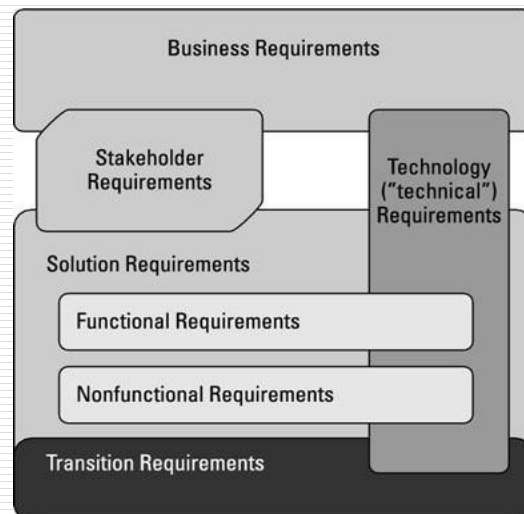 Business Requirements
Stakeholder
Requirements
Technology
("technical")
Requirements
Solution Requirements
Functional Requirements
Nonfunctional Requirements
Transition Requirements